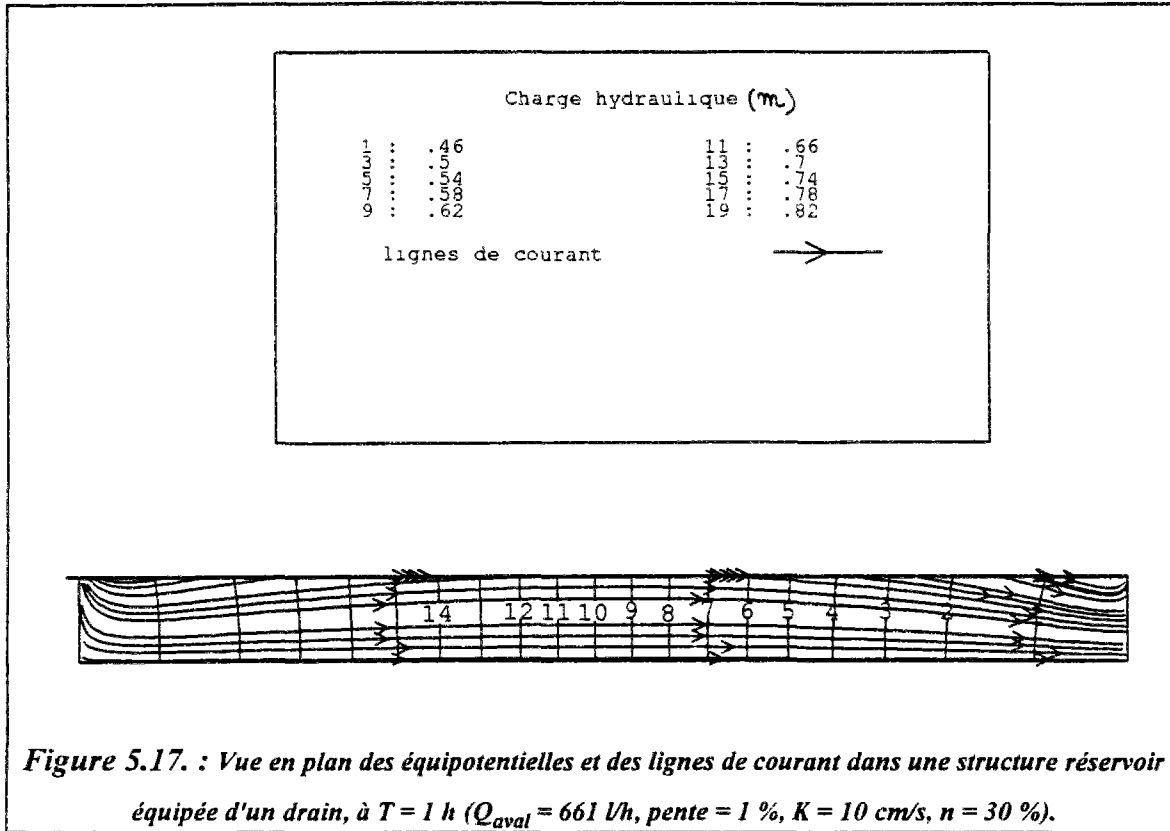 Charge hydraulique (m)
1 : .46 11 : .66
3 : .5 13 : .7
5 : .54 15 : .74
7 : .58 17 : .78
9 : .62 19 : .82
lignes de courant
14 12 11 10 9 8 7 6 5 4 3 2
Figure 5.17. : Vue en plan des équipotentielles et des lignes de courant dans une structure réservoir
équipée d'un drain, à T = 1 h (Qaval = 661 l/h, pente = 1 %, K = 10 cm/s, n = 30 %).